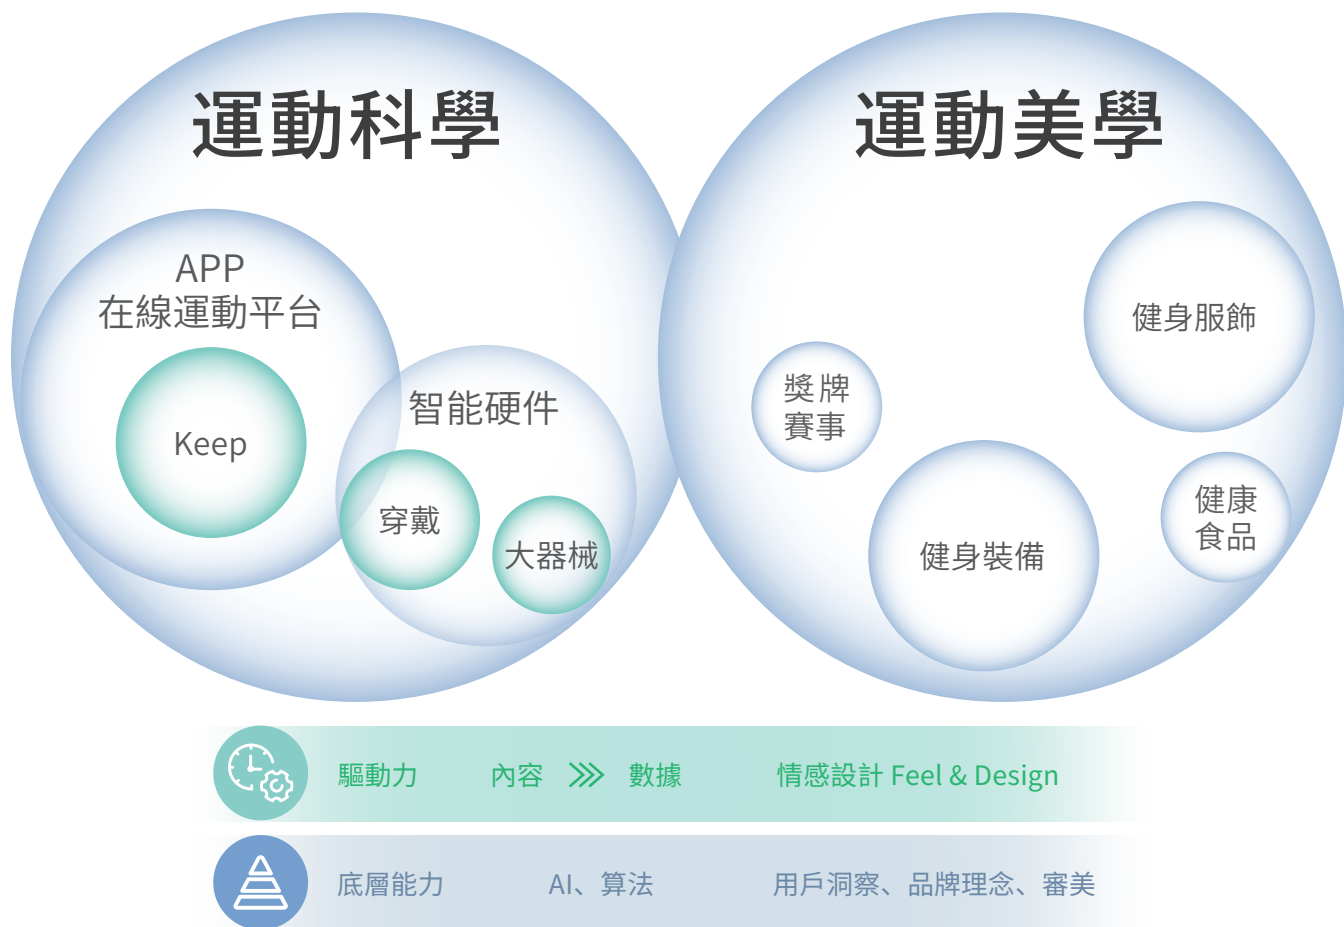 運動科學
APP
在線運動平台
Keep
智能硬件
穿戴
大器械
運動美學
健身服飾
獎牌
賽事
健身裝備
健康
食品
驅動力 內容 數據 情感設計 Feel & Design
底層能力 AI、算法 用戶洞察、品牌理念、審美